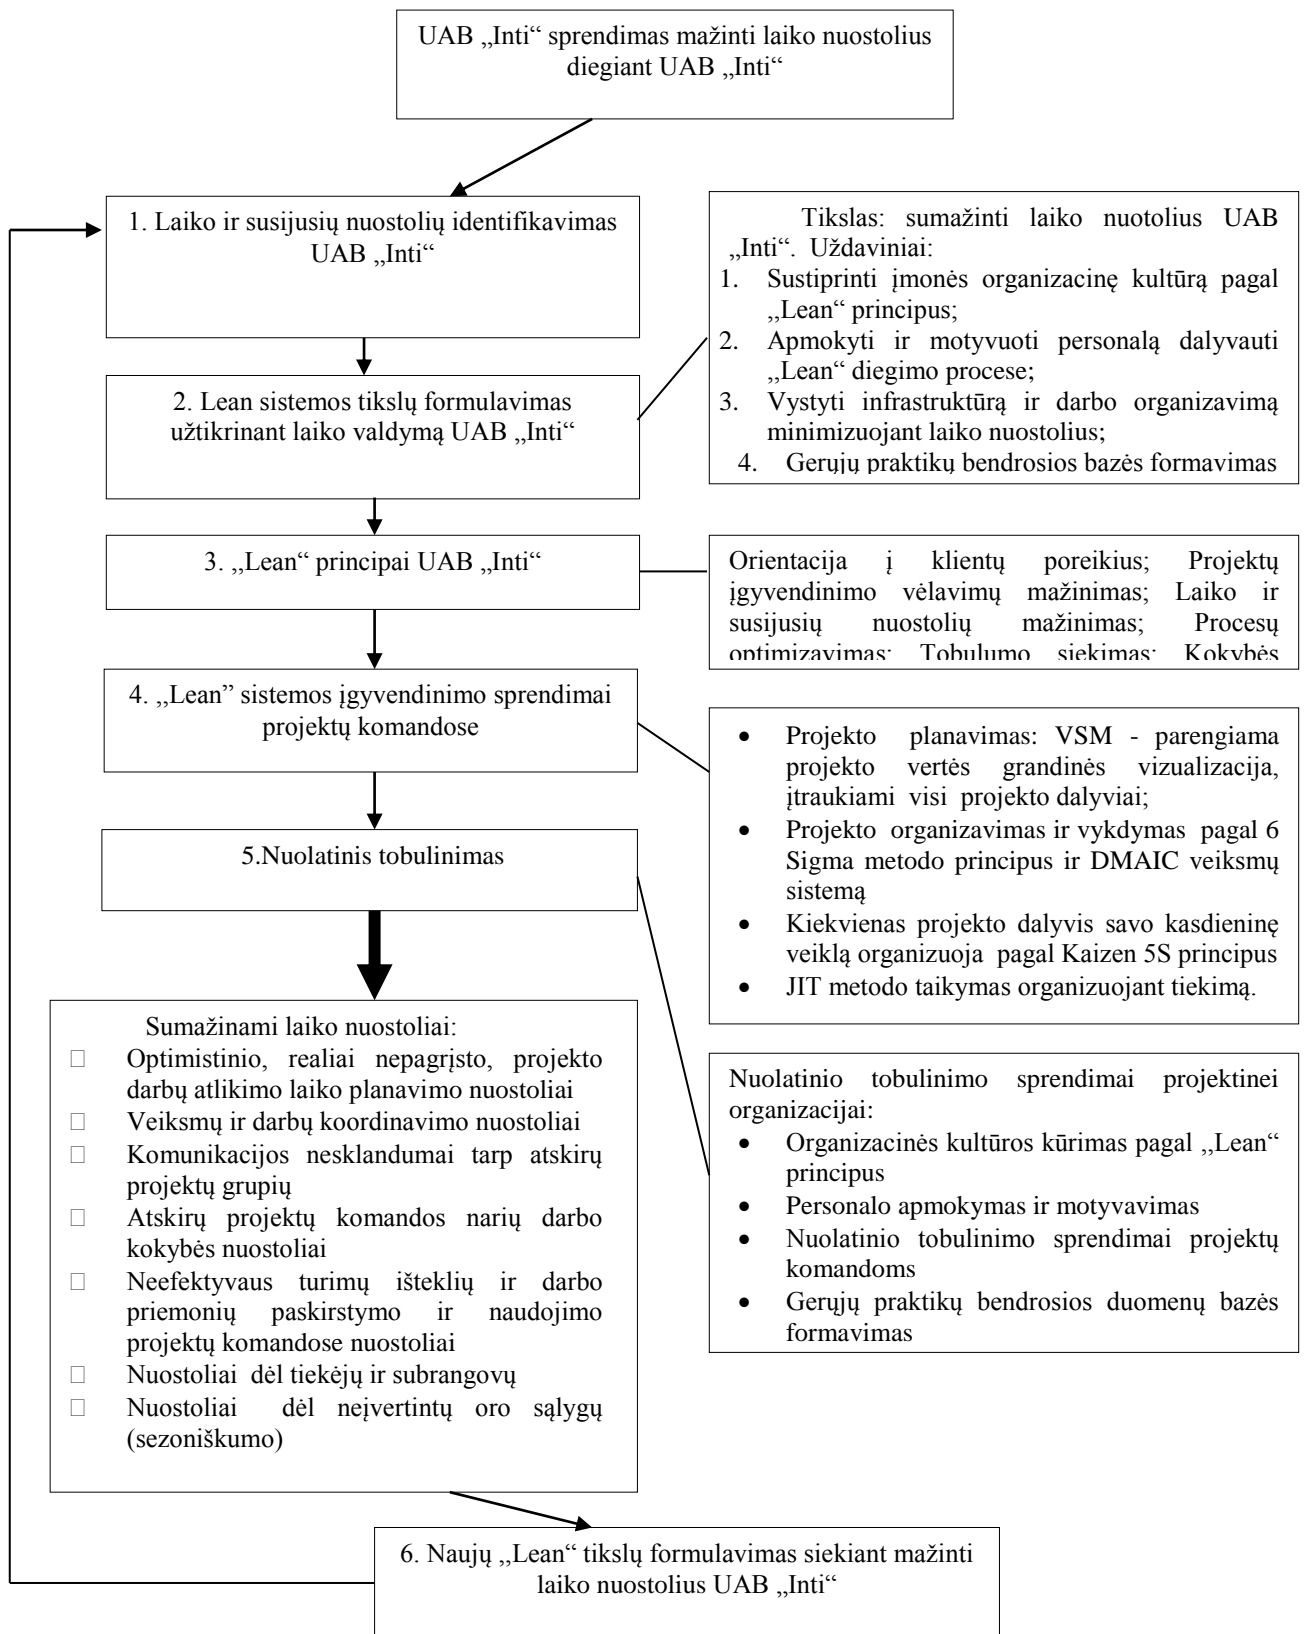 UAB „Inti“ sprendimas mažinti laiko nuostolius
diegiant UAB „Inti“
1. Laiko ir susijusių nuostolių identifikavimas
UAB „Inti“
Tikslas: sumažinti laiko nuotolius UAB
„Inti“. Uždaviniai:
1. Sustiprinti įmonės organizacinę kultūrą pagal
,,Lean“ principus;
2. Apmokyti ir motyvuoti personalą dalyvauti
,,Lean“ diegimo procese;
3. Vystyti infrastruktūrą ir darbo organizavimą
minimizuojant laiko nuostolius;
4. Gerųjų praktikų bendrosios bazės formavimas
2. Lean sistemos tikslų formulavimas
užtikrinant laiko valdymą UAB „Inti“
3. ,,Lean“ principai UAB „Inti“
Orientacija į klientų poreikius; Projektų
įgyvendinimo vėlavimų mažinimas; Laiko ir
susijusių nuostolių mažinimas; Procesų
optimizavimas; Tobulumo siekimas; Kokybės
4. ,,Lean” sistemos įgyvendinimo sprendimai
projektų komandose
• Projekto planavimas: VSM - parengiama
projekto vertės grandinės vizualizacija,
įtraukiami visi projekto dalyviai;
• Projekto organizavimas ir vykdymas pagal 6
Sigma metodo principus ir DMAIC veiksmų
sistemą
• Kiekvienas projekto dalyvis savo kasdieninę
veiklą organizuoja pagal Kaizen 5S principus
• JIT metodo taikymas organizuojant tiekimą.
5.Nuolatinis tobulinimas
Sumažinami laiko nuostoliai:
□ Optimistinio, realiai nepagrįsto, projekto
darbų atlikimo laiko planavimo nuostoliai
□ Veiksmų ir darbų koordinavimo nuostoliai
□ Komunikacijos nesklandumai tarp atskirų
projektų grupių
□ Atskirų projektų komandos narių darbo
kokybės nuostoliai
□ Neefektyvaus turimų išteklių ir darbo
priemonių paskirstymo ir naudojimo
projektų komandose nuostoliai
□ Nuostoliai dėl tiekėjų ir subrangovų
□ Nuostoliai dėl neįvertintų oro sąlygų
(sezoniškumo)
Nuolatinio tobulinimo sprendimai projektinei
organizacijai:
• Organizacinės kultūros kūrimas pagal ,,Lean“
principus
• Personalo apmokymas ir motyvavimas
• Nuolatinio tobulinimo sprendimai projektų
komandoms
• Gerųjų praktikų bendrosios duomenų bazės
formavimas
6. Naujų ,,Lean“ tikslų formulavimas siekiant mažinti
laiko nuostolius UAB „Inti“